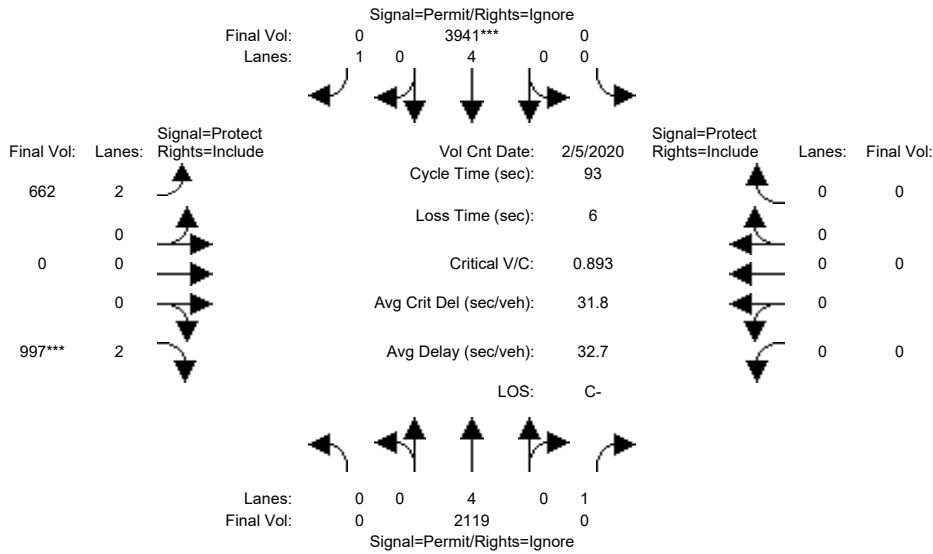 Signal=Permit/Rights=Ignore
Final Vol: 0 3941*** 0
Lanes: 1 0 4 0 0
Signal=Protect Signal=Protect
Final Vol: Lanes: Rights=Include Vol Cnt Date: 2/5/2020 Rights=Include Lanes: Final Vol:
Cycle Time (sec): 93
662 2 0 0
Loss Time (sec): 6
0 0
0 0 Critical V/C: 0.893 0 0
0 Avg Crit Del (sec/veh): 31.8 0
997*** 2 Avg Delay (sec/veh): 32.7 0 0
LOS: C-
Lanes: 0 0 4 0 1
Final Vol: 0 2119 0
Signal=Permit/Rights=Ignore